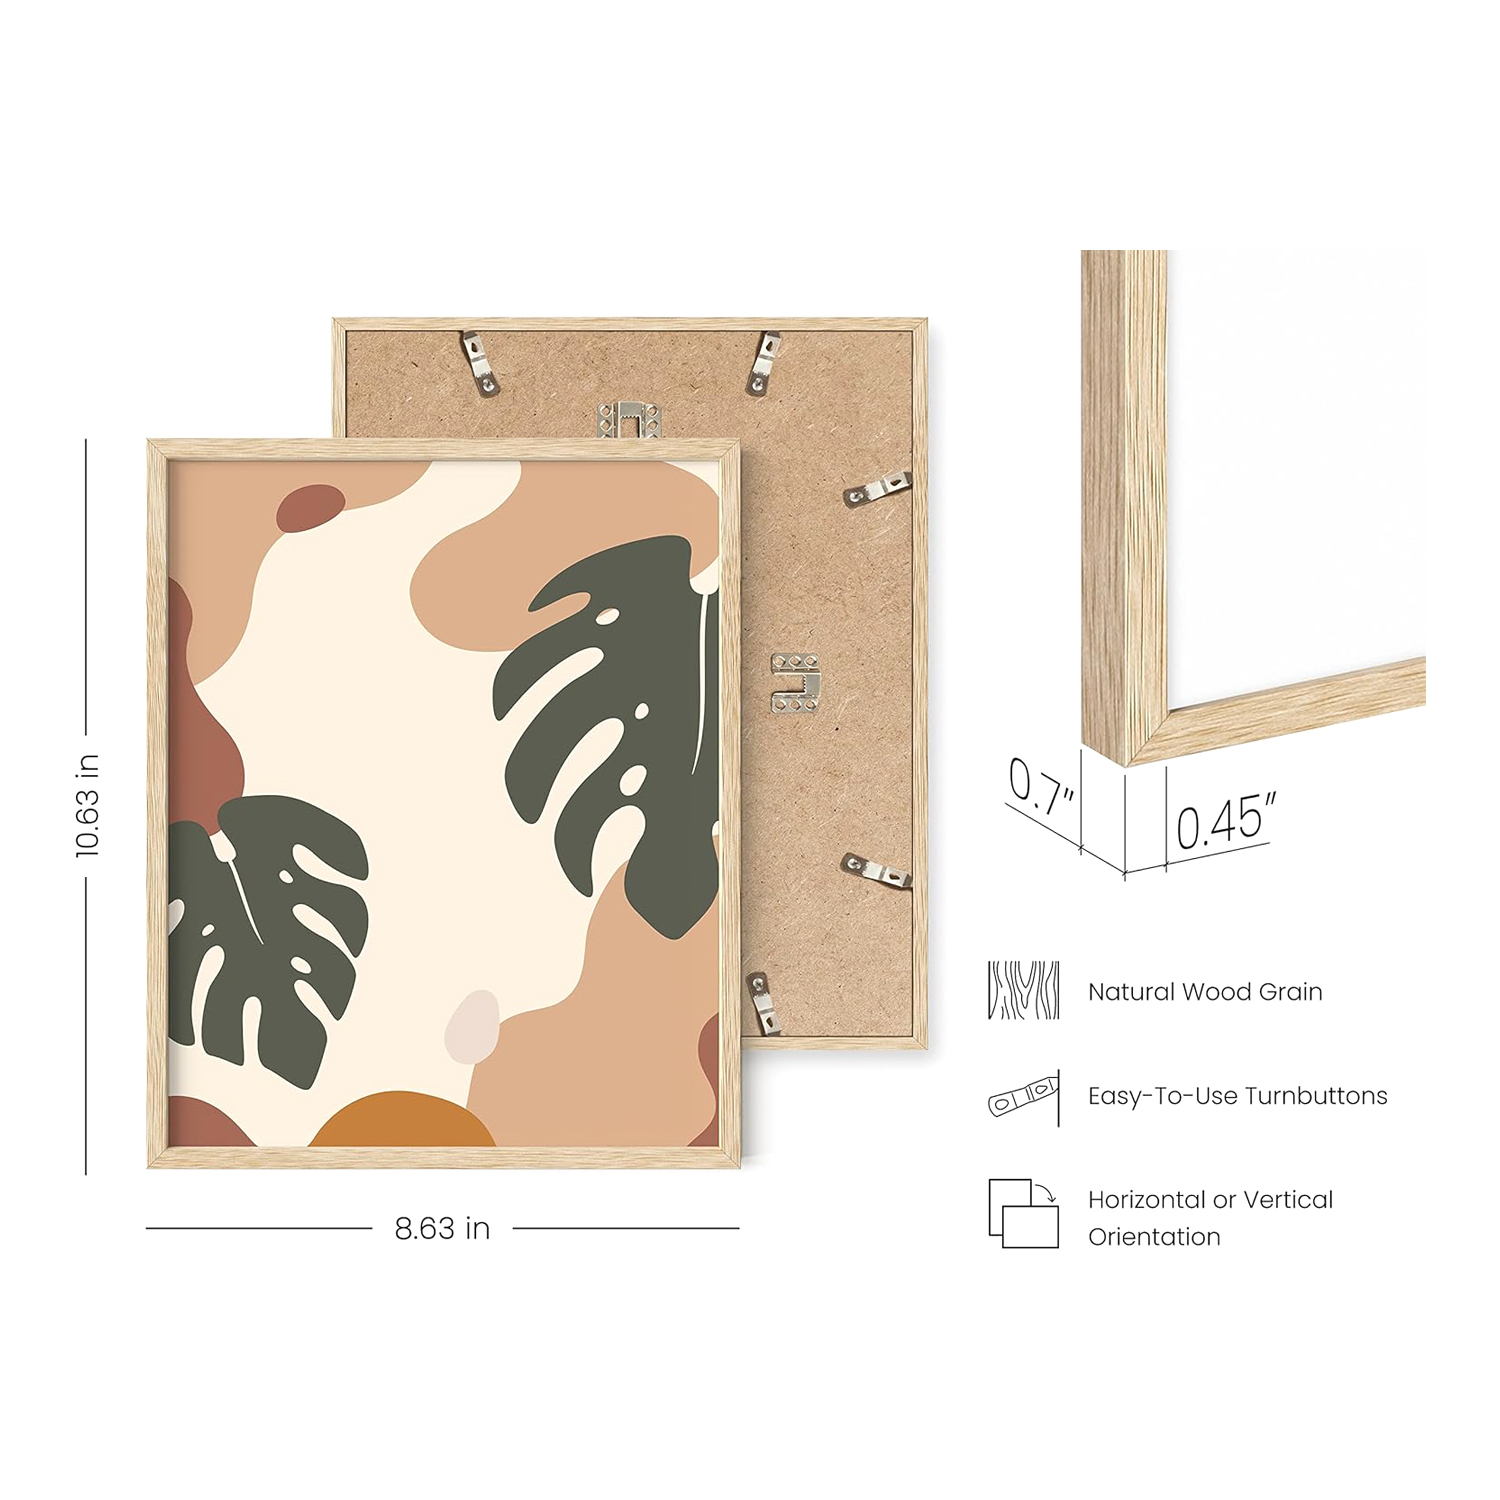 10.63 in
8.63 in
0.7"
0.45"
Natural Wood Grain
Easy-To-Use Turnbuttons
Horizontal or Vertical
Orientation